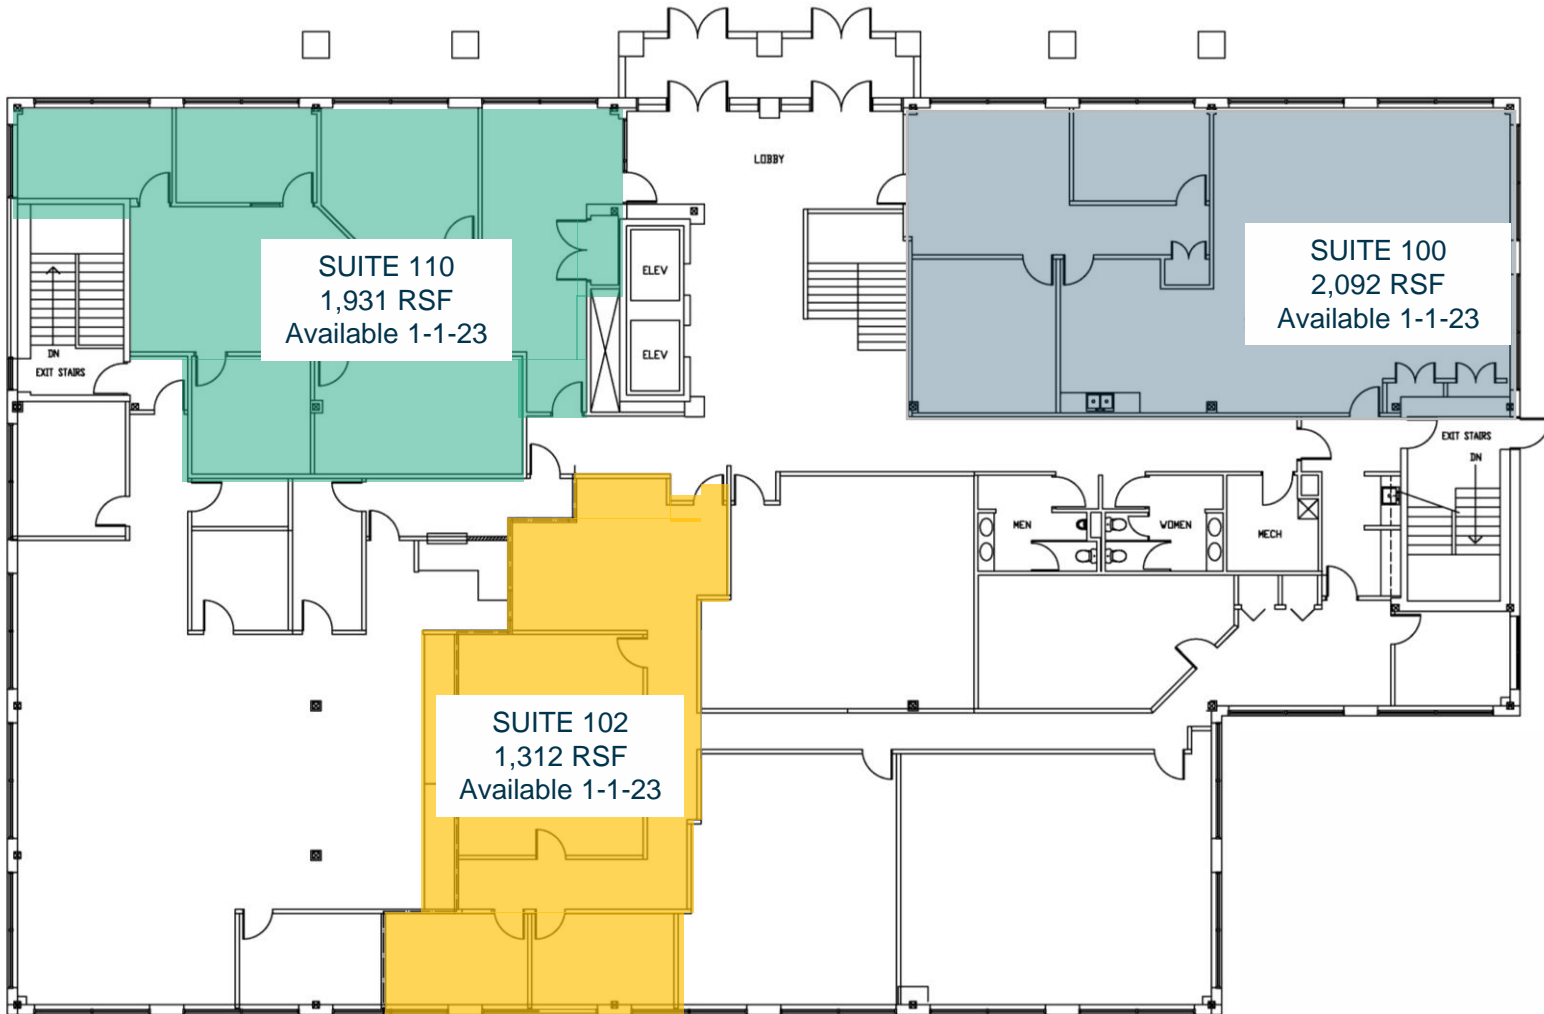 LOBBY
SUITE 110
1,931 RSF
Available 1-1-23
ELEV
ELEV
SUITE 100
2,092 RSF
Available 1-1-23
DN
EXIT STAIRS
EXIT STAIRS
DN
MEN
WOMEN
MECH
SUITE 102
1,312 RSF
Available 1-1-23